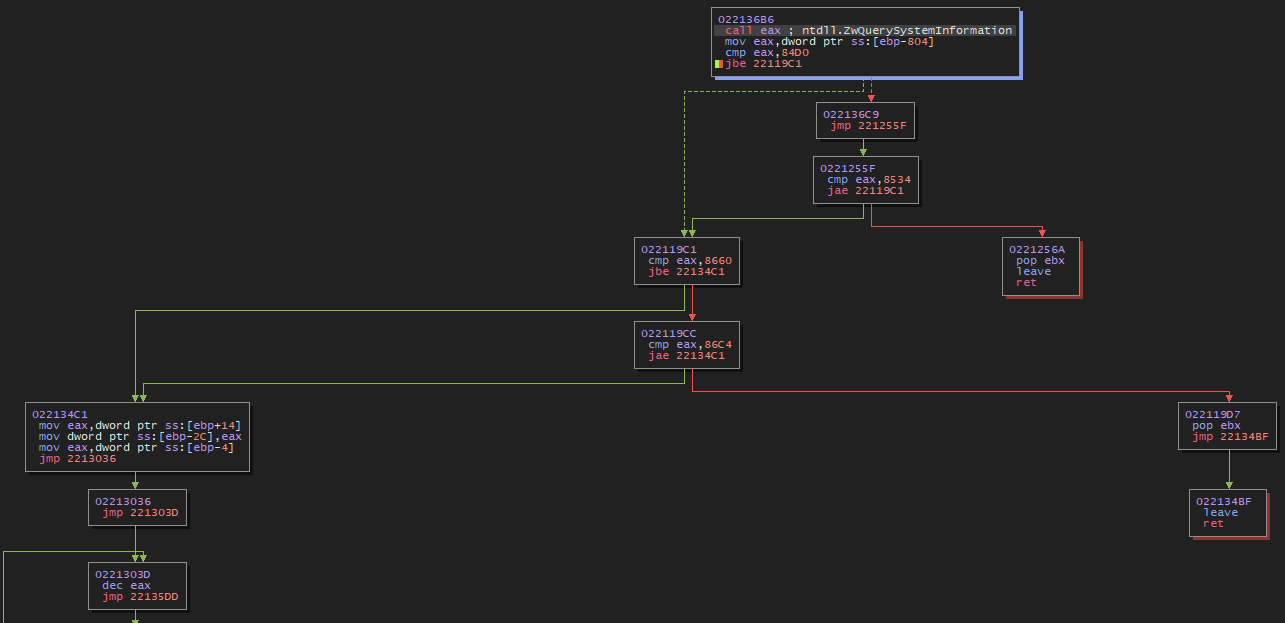 022136B6
call eax ; ntdll.ZwQuerySystemInformation
mov eax,dword ptr ss:[ebp-804]
cmp eax,84D0
jbe 22119C1
022136C9
jmp 221255F
0221255F
cmp eax,8534
jae 22119C1
022119C1
cmp eax,8660
jbe 22134C1
0221256A
pop ebx
leave
ret
022119CC
cmp eax,86C4
jae 22134C1
022134C1
mov eax,dword ptr ss:[ebp+14]
mov dword ptr ss:[ebp-2C],eax
mov eax,dword ptr ss:[ebp-4]
jmp 2213036
022119D7
pop ebx
jmp 22134BF
02213036
jmp 221303D
022134BF
leave
ret
0221303D
dec eax
jmp 22135DD